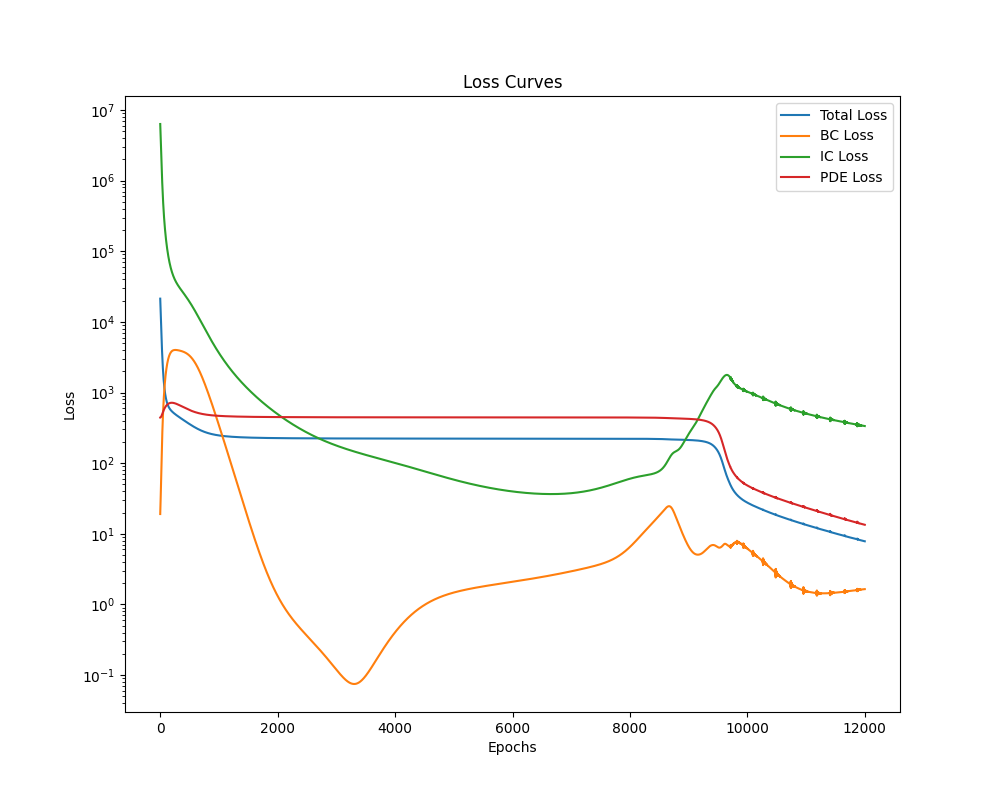 Loss Curves
10^7
10^6
10^5
10^4
10^3
10^2
10^1
10^0
10^-1
Loss
0
2000
4000
6000
8000
10000
12000
Epochs
Total Loss
BC Loss
IC Loss
PDE Loss